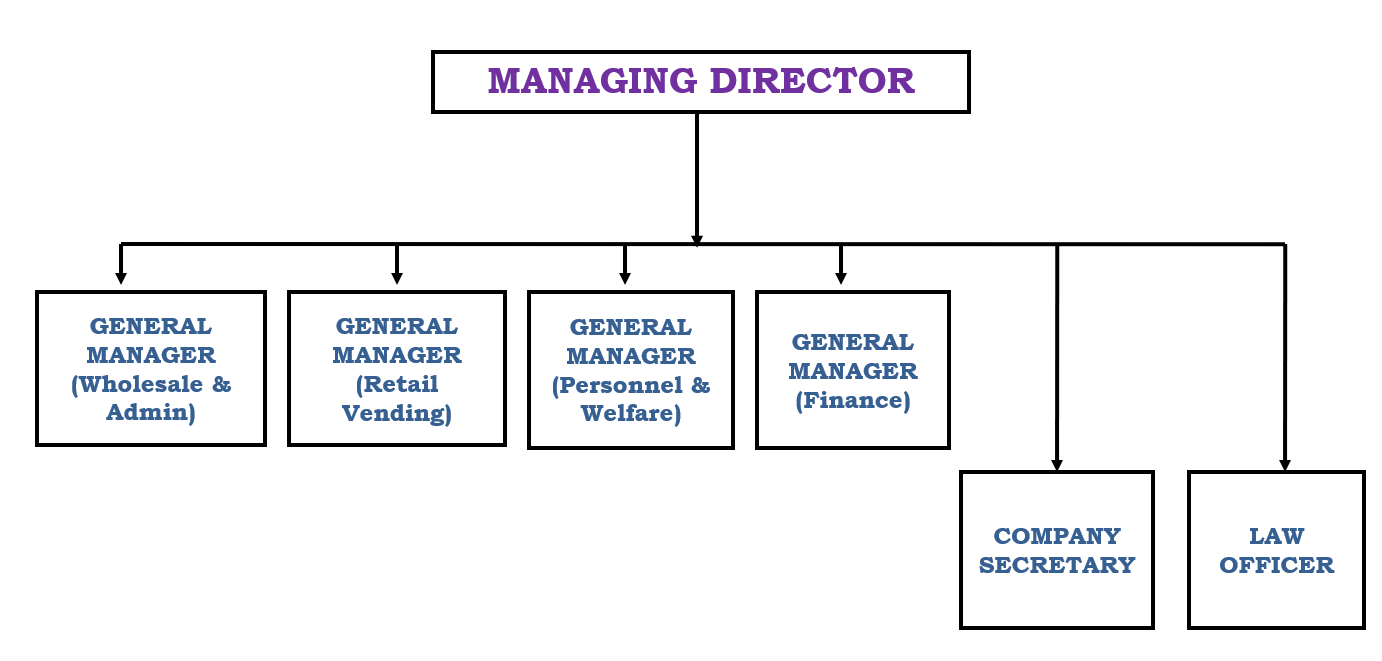 MANAGING DIRECTOR
GENERAL
MANAGER
(Wholesale &
Admin)
GENERAL
MANAGER
(Retail
Vending)
GENERAL
MANAGER
(Personnel &
Welfare)
GENERAL
MANAGER
(Finance)
COMPANY
SECRETARY
LAW
OFFICER